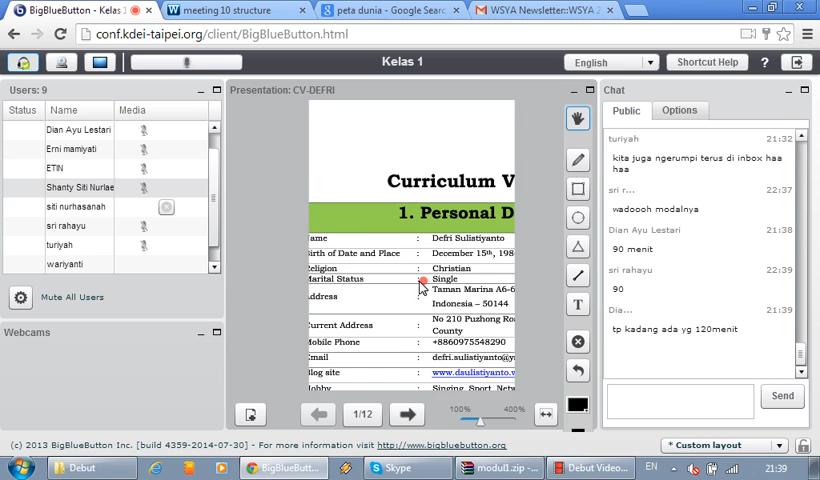 BigBlueButton - Kelas 1
meeting 10 structure
peta dunia - Google Searc
WSYA Newsletter::WSYA 2
conf.kdei-taipei.org/client/BigBlueButton.html
Kelas 1
English
Shortcut Help
?
Users: 9
Status Name Media
Dian Ayu Lestari
Erni mamiyati
ETIN
Shanty Siti Nurlae
siti nurhasanah
sri rahayu
turiyah
wariyanti
Mute All Users
Webcams
Presentation: CV-DEFRI
Curriculum V
1. Personal D
Name : Defri Sulistiyanto
Birth of Date and Place : December 15th, 198
Religion : Christian
Marital Status : Single
Address : Taman Marina A6-6
Indonesia – 50144
Current Address : No 210 Puzhong Ro
County
Mobile Phone : +8860975548290
Email : defri.sulistiyanto@y
Blog site : www.dsulistiyanto.v
Hobby : Singing, Sport, Netw
1/12
100% 400%
T
Chat
Public Options
turiyah 21:32
kita juga ngerumpi terus di inbox haa
haa
sri r... 22:37
wadoooh modalnya
Dian Ayu Lestari 21:38
90 menit
sri rahayu 22:39
90
Dia... 21:39
tp kadang ada yg 120menit
Send
(c) 2013 BigBlueButton Inc. [build 4359-2014-07-30] - For more information visit http://www.bigbluebutton.org
* Custom layout
Debut
BigBlueButton - ...
Skype
modul1.zip - ...
Debut Video...
EN
21:39